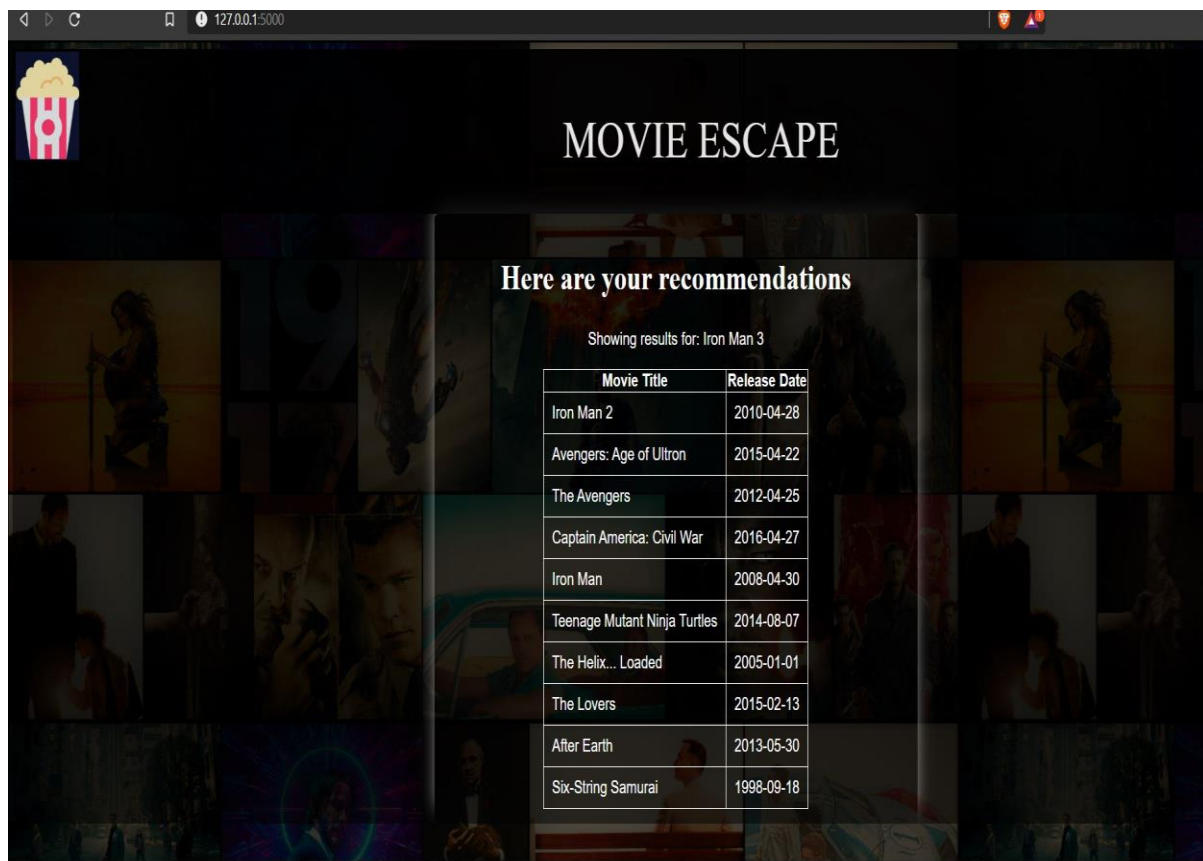 127.0.0.1:5000
MOVIE ESCAPE
Here are your recommendations
Showing results for: Iron Man 3
Movie Title Release Date
Iron Man 2 2010-04-28
Avengers: Age of Ultron 2015-04-22
The Avengers 2012-04-25
Captain America: Civil War 2016-04-27
Iron Man 2008-04-30
Teenage Mutant Ninja Turtles 2014-08-07
The Helix... Loaded 2005-01-01
The Lovers 2015-02-13
After Earth 2013-05-30
Six-String Samurai 1998-09-18